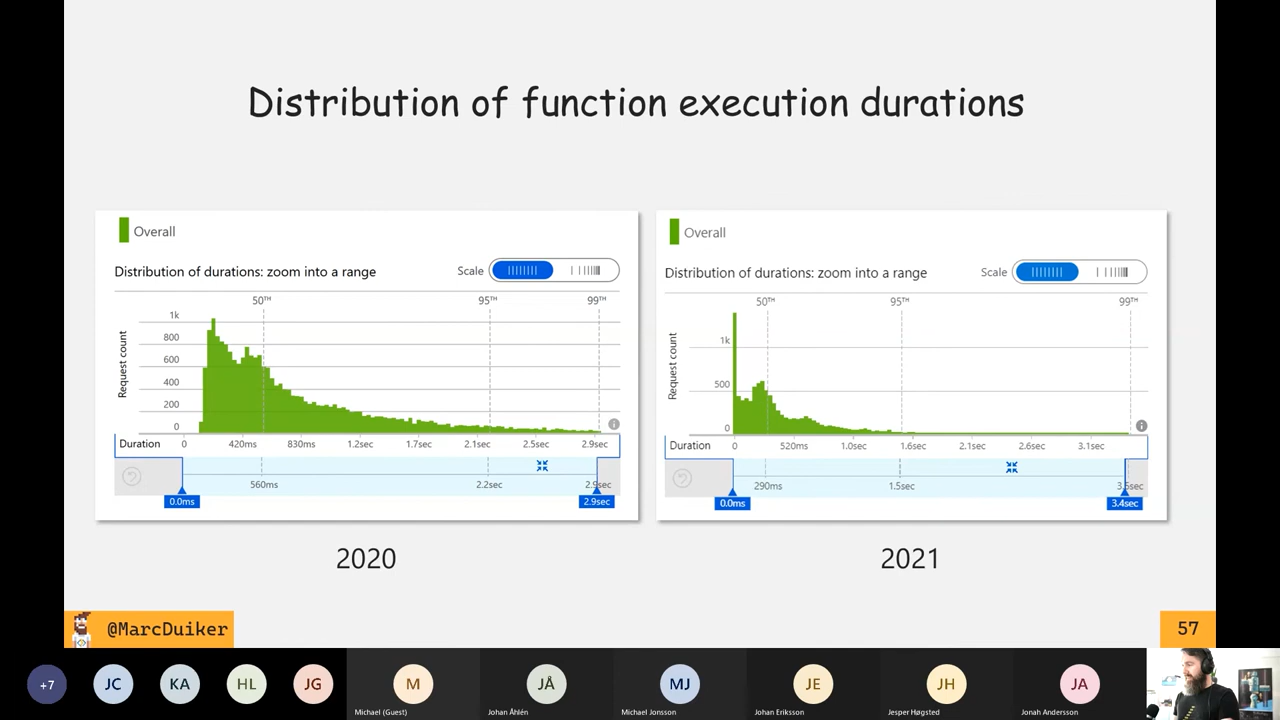 Distribution of function execution durations
Overall
Distribution of durations: zoom into a range
Scale
50TH
95TH
99TH
Request count
1k
800
600
400
200
0
Duration
0
420ms
830ms
1.2sec
1.7sec
2.1sec
2.5sec
2.9sec
560ms
2.2sec
2.9sec
0.0ms
2.9sec
2020
Overall
Distribution of durations: zoom into a range
Scale
50TH
95TH
99TH
Request count
1k
500
0
Duration
0
520ms
1.0sec
1.6sec
2.1sec
2.6sec
3.1sec
290ms
1.5sec
3.5sec
0.0ms
3.4sec
2021
@MarcDuiker
57
+7
JC
KA
HL
JG
M
Michael (Guest)
JÅ
Johan Åhlén
MJ
Michael Jonsson
JE
Johan Eriksson
JH
Jesper Høgsted
JA
Jonah Andersson